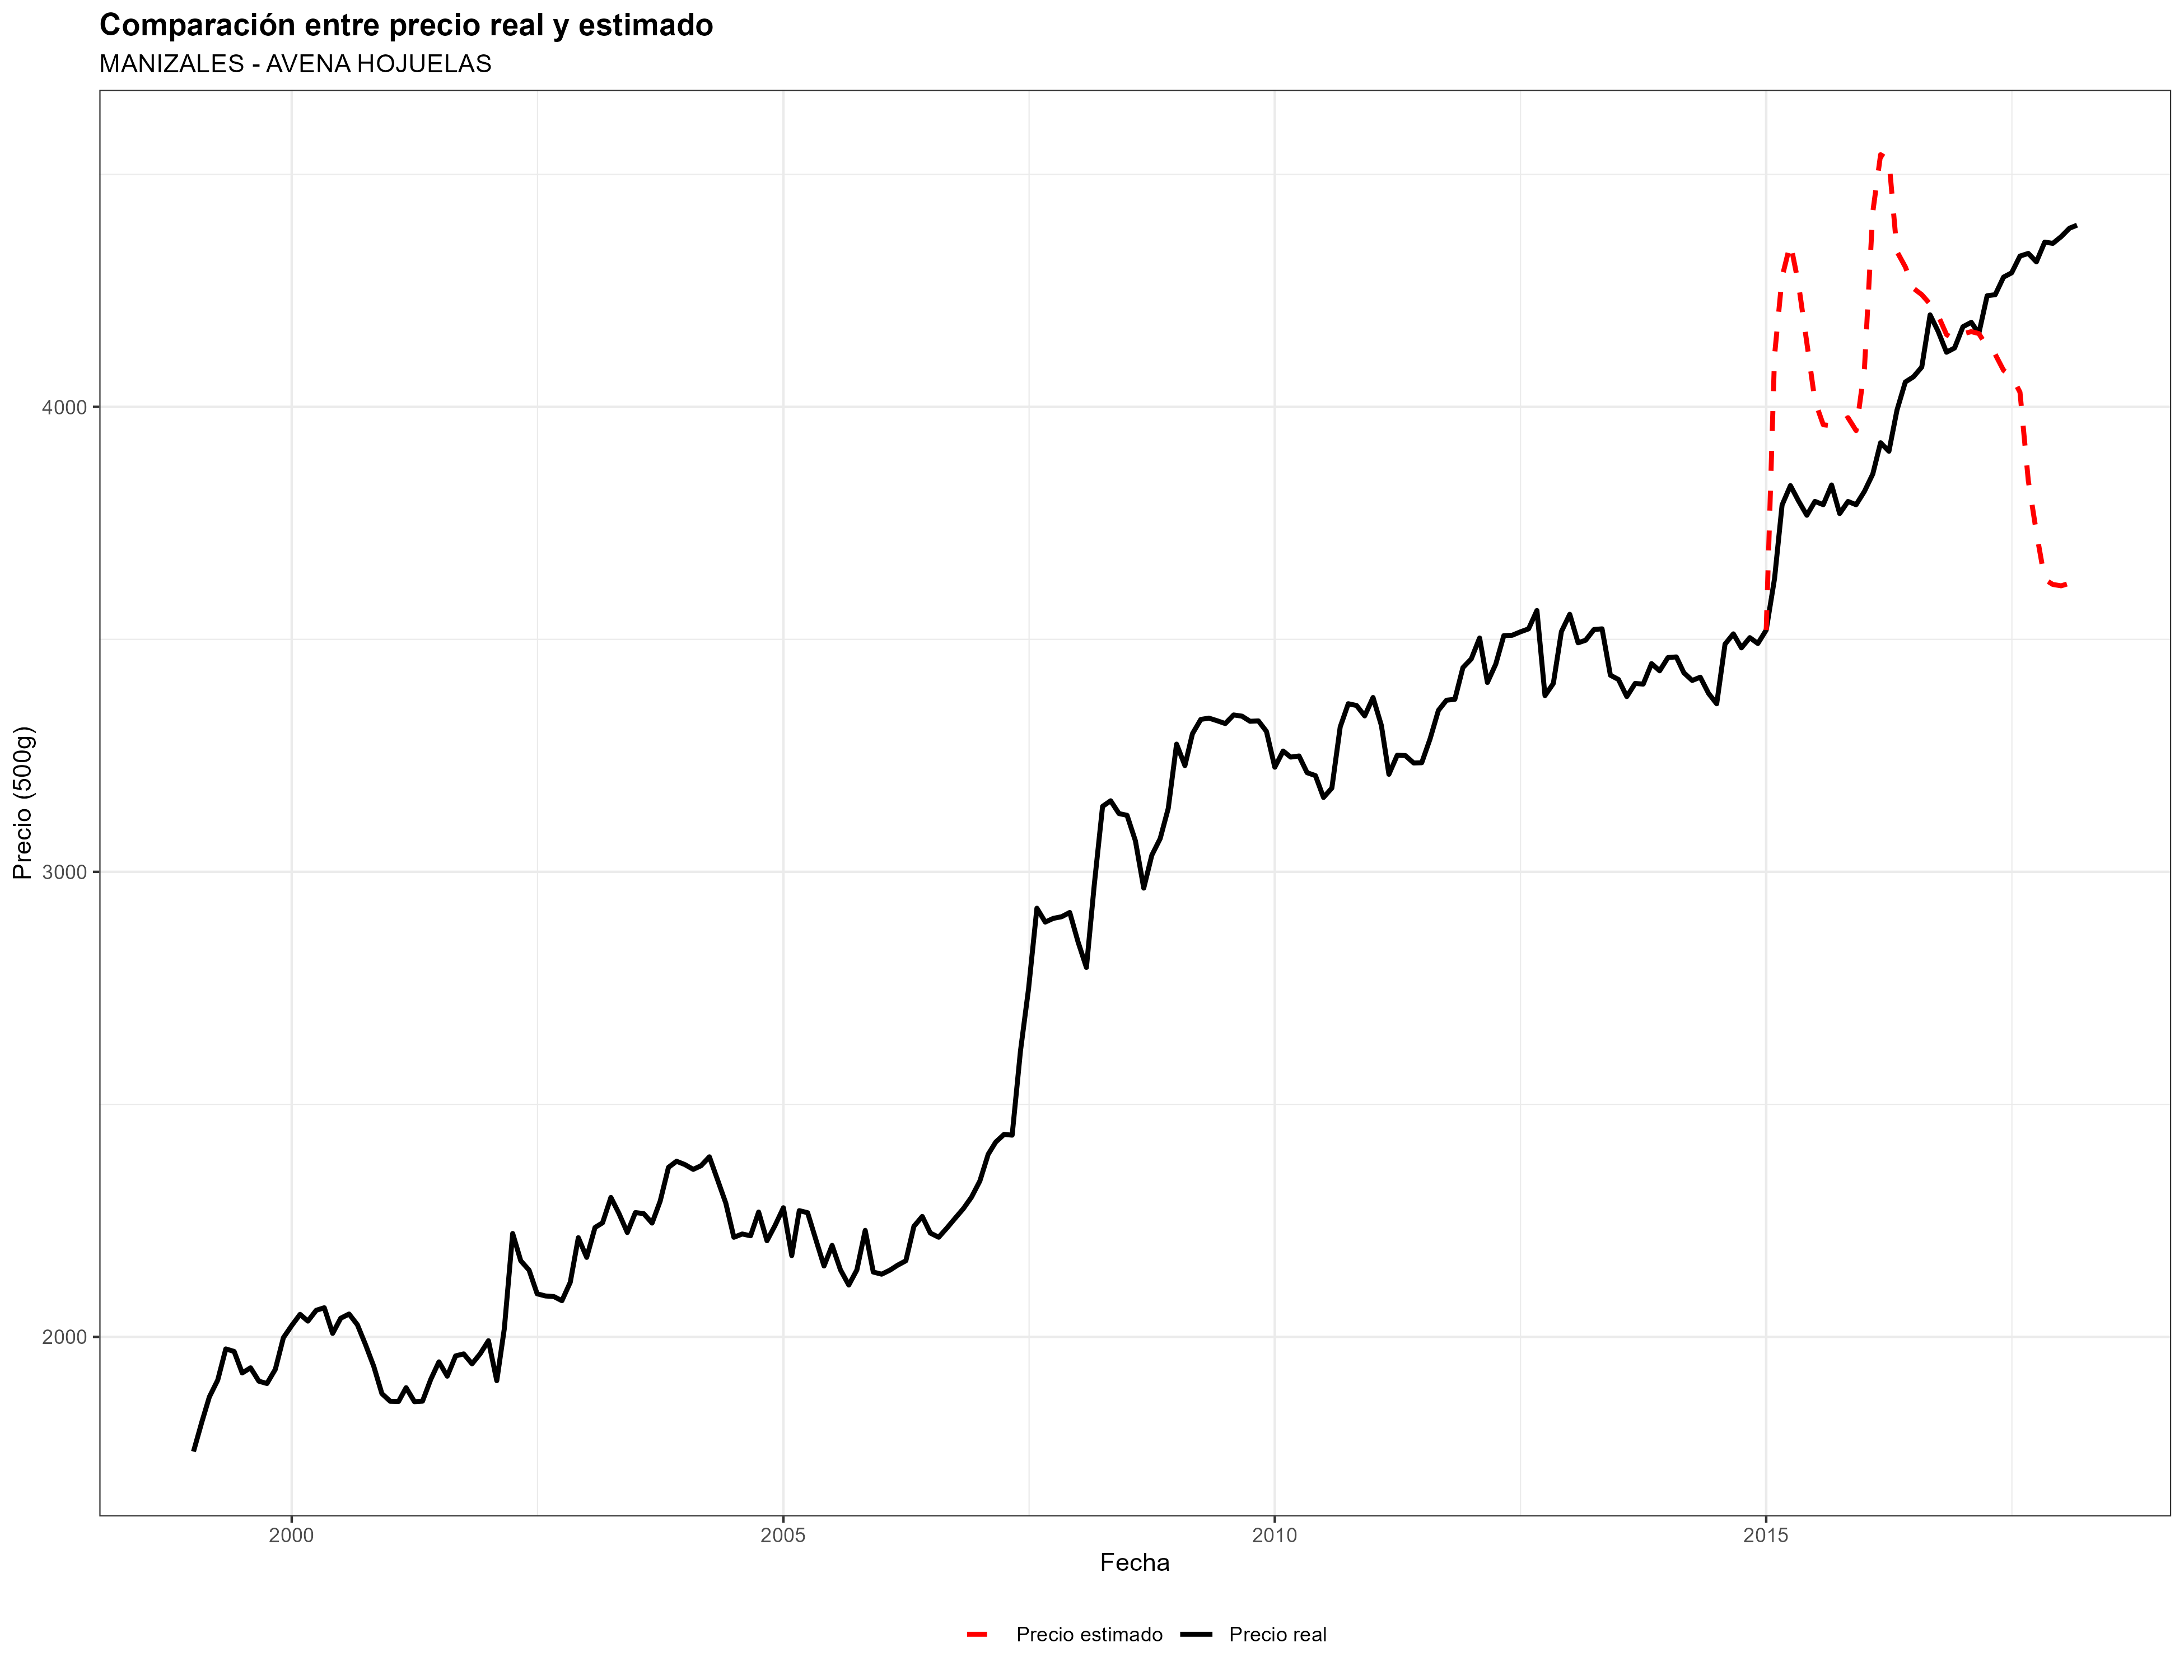 Comparación entre precio real y estimado
MANIZALES - AVENA HOJUELAS
Precio (500g)
4000
3000
2000
2000
2005
2010
2015
Fecha
Precio estimado
Precio real